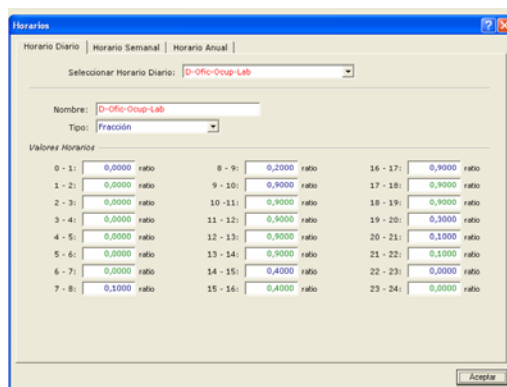 Horarios
Horario Diario | Horario Semanal | Horario Anual
Seleccionar Horario Diario: D-Ofic-Ocup-Lab
Nombre: D-Ofic-Ocup-Lab
Tipo: Fracción
Valores Horarios
0 - 1: 0,0000 ratio 8 - 9: 0,2000 ratio 16 - 17: 0,9000 ratio
1 - 2: 0,0000 ratio 9 - 10: 0,9000 ratio 17 - 18: 0,9000 ratio
2 - 3: 0,0000 ratio 10 -11: 0,9000 ratio 18 - 19: 0,9000 ratio
3 - 4: 0,0000 ratio 11 - 12: 0,9000 ratio 19 - 20: 0,3000 ratio
4 - 5: 0,0000 ratio 12 - 13: 0,9000 ratio 20 - 21: 0,1000 ratio
5 - 6: 0,0000 ratio 13 - 14: 0,9000 ratio 21 - 22: 0,1000 ratio
6 - 7: 0,0000 ratio 14 - 15: 0,4000 ratio 22 - 23: 0,0000 ratio
7 - 8: 0,1000 ratio 15 - 16: 0,4000 ratio 23 - 24: 0,0000 ratio
Aceptar